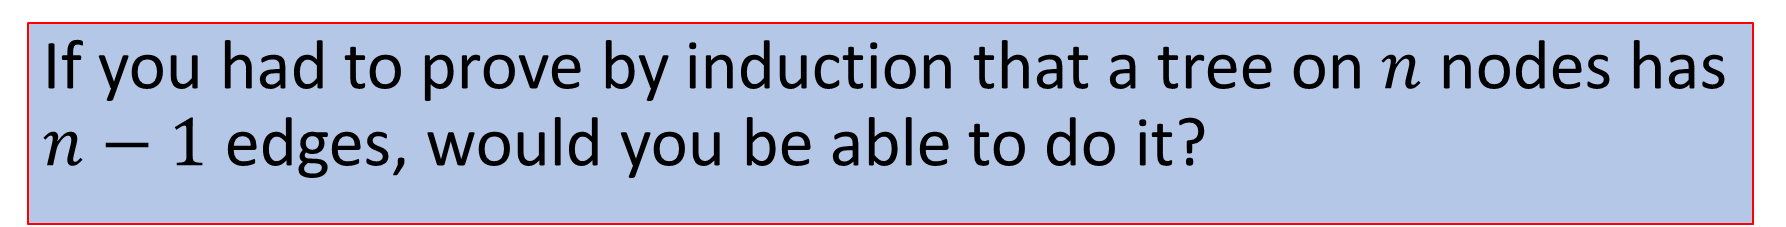 If you had to prove by induction that a tree on n nodes has
n − 1 edges, would you be able to do it?